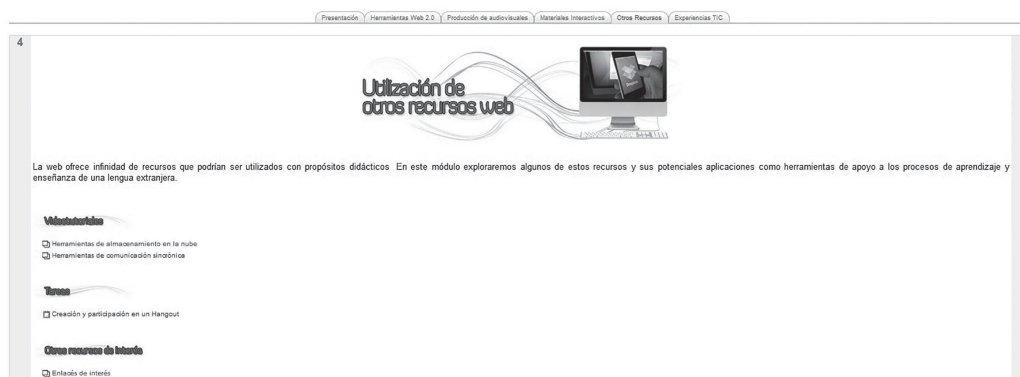 Presentación Herramientas Web 2.0 Producción de audiovisuales Materiales Interactivos Otros Recursos Experiencias TIC
4
Utilización de
otros recursos web
La web ofrece infinidad de recursos que podrían ser utilizados con propósitos didácticos En este módulo exploraremos algunos de estos recursos y sus potenciales aplicaciones como herramientas de apoyo a los procesos de aprendizaje y
enseñanza de una lengua extranjera.
Videotutoriales
Herramientas de almacenamiento en la nube
Herramientas de comunicación sincrónica
Tareas
Creación y participación en un Hangout
Otros recursos de interés
Enlacés de interés